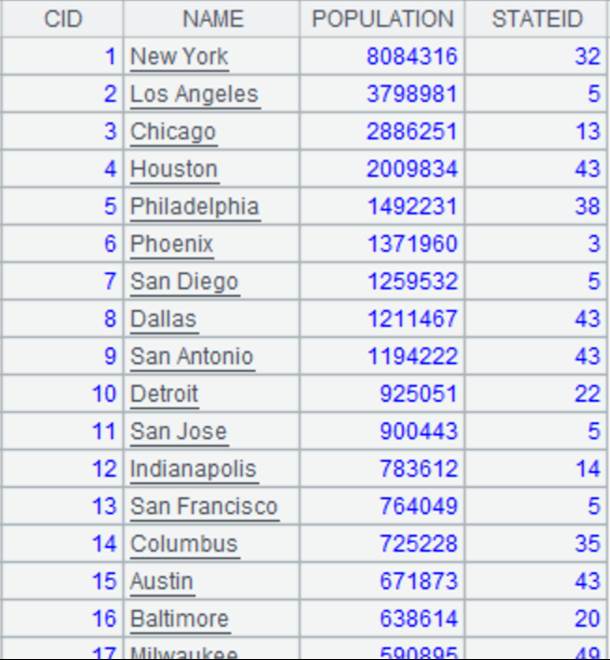 CID NAME POPULATION STATEID
1 New York 8084316 32
2 Los Angeles 3798981 5
3 Chicago 2886251 13
4 Houston 2009834 43
5 Philadelphia 1492231 38
6 Phoenix 1371960 3
7 San Diego 1259532 5
8 Dallas 1211467 43
9 San Antonio 1194222 43
10 Detroit 925051 22
11 San Jose 900443 5
12 Indianapolis 783612 14
13 San Francisco 764049 5
14 Columbus 725228 35
15 Austin 671873 43
16 Baltimore 638614 20
17 Milwaukee 590895 49